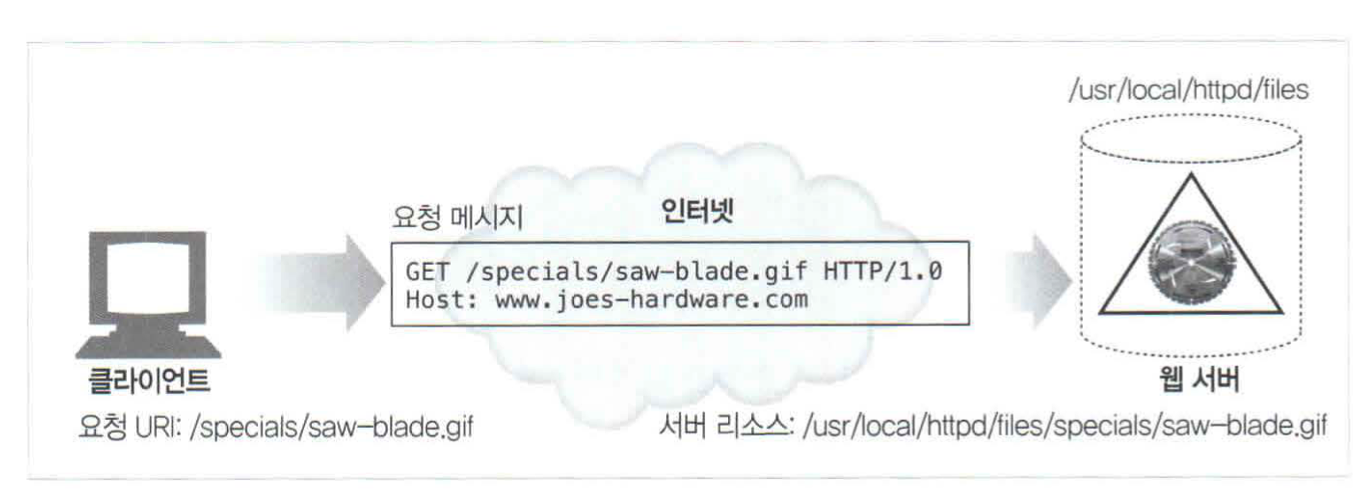 /usr/local/httpd/files
요청 메시지
인터넷
GET /specials/saw-blade.gif HTTP/1.0
Host: www.joes-hardware.com
클라이언트
웹 서버
요청 URI: /specials/saw-blade.gif
서버 리소스: /usr/local/httpd/files/specials/saw-blade.gif